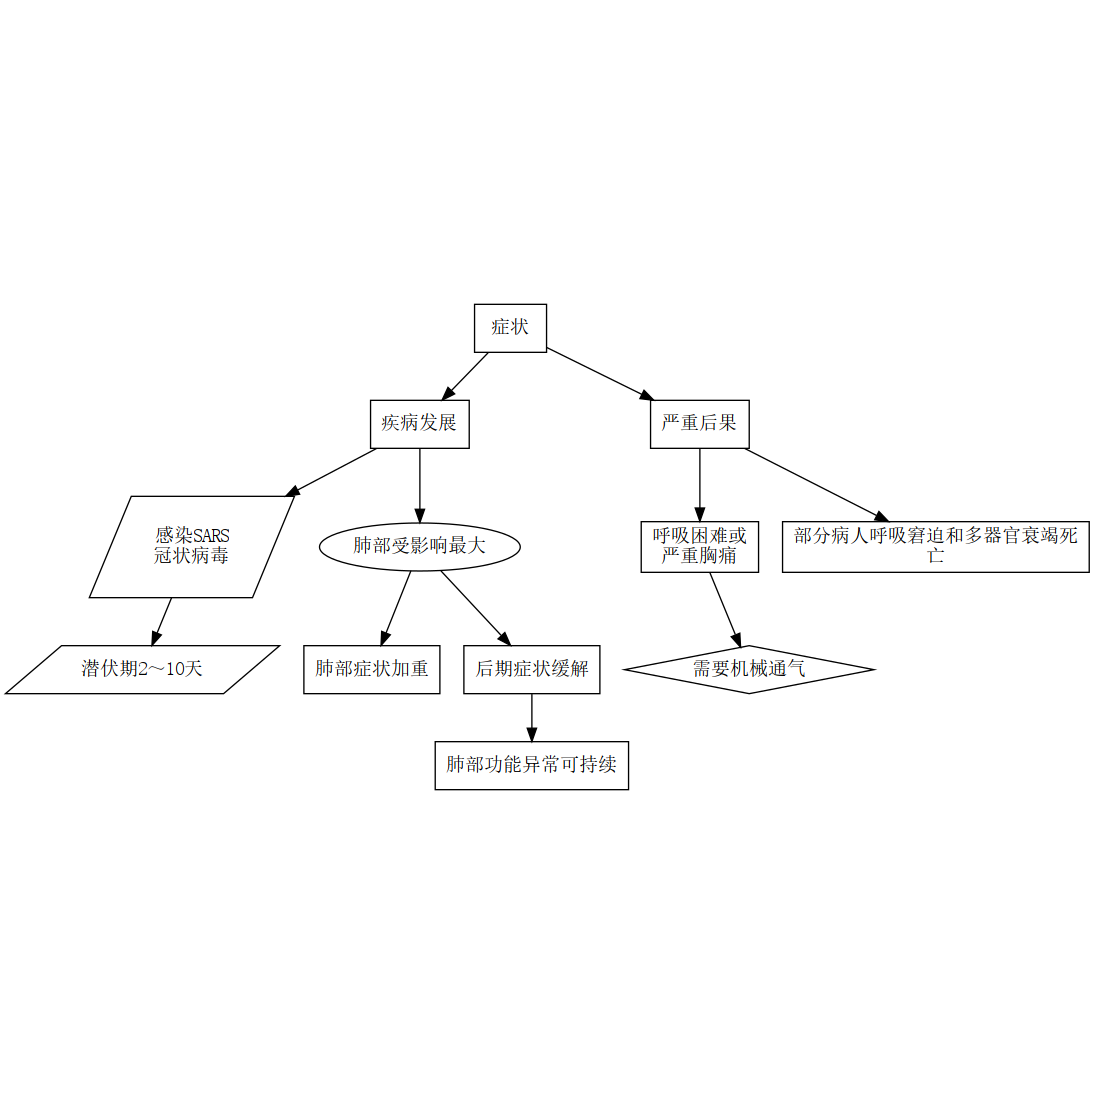 症状
疾病发展
严重后果
感染SARS
冠状病毒
肺部受影响最大
呼吸困难或
严重胸痛
部分病人呼吸窘迫和多器官衰竭死
亡
潜伏期2～10天
肺部症状加重
后期症状缓解
需要机械通气
肺部功能异常可持续